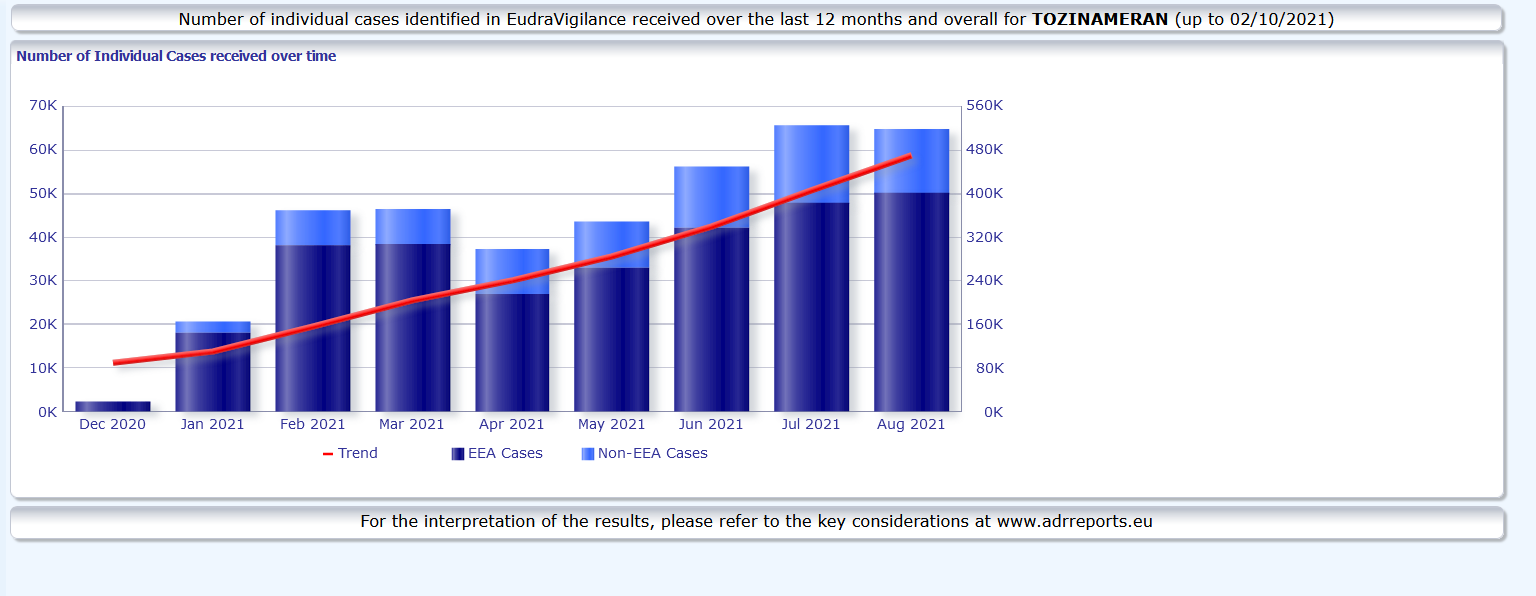 Number of individual cases identified in EudraVigilance received over the last 12 months and overall for TOZINAMERAN (up to 02/10/2021)
Number of Individual Cases received over time
70K 560K
60K 480K
50K 400K
40K 320K
30K 240K
20K 160K
10K 80K
0K 0K
Dec 2020 Jan 2021 Feb 2021 Mar 2021 Apr 2021 May 2021 Jun 2021 Jul 2021 Aug 2021
Trend EEA Cases Non-EEA Cases
For the interpretation of the results, please refer to the key considerations at www.adrreports.eu